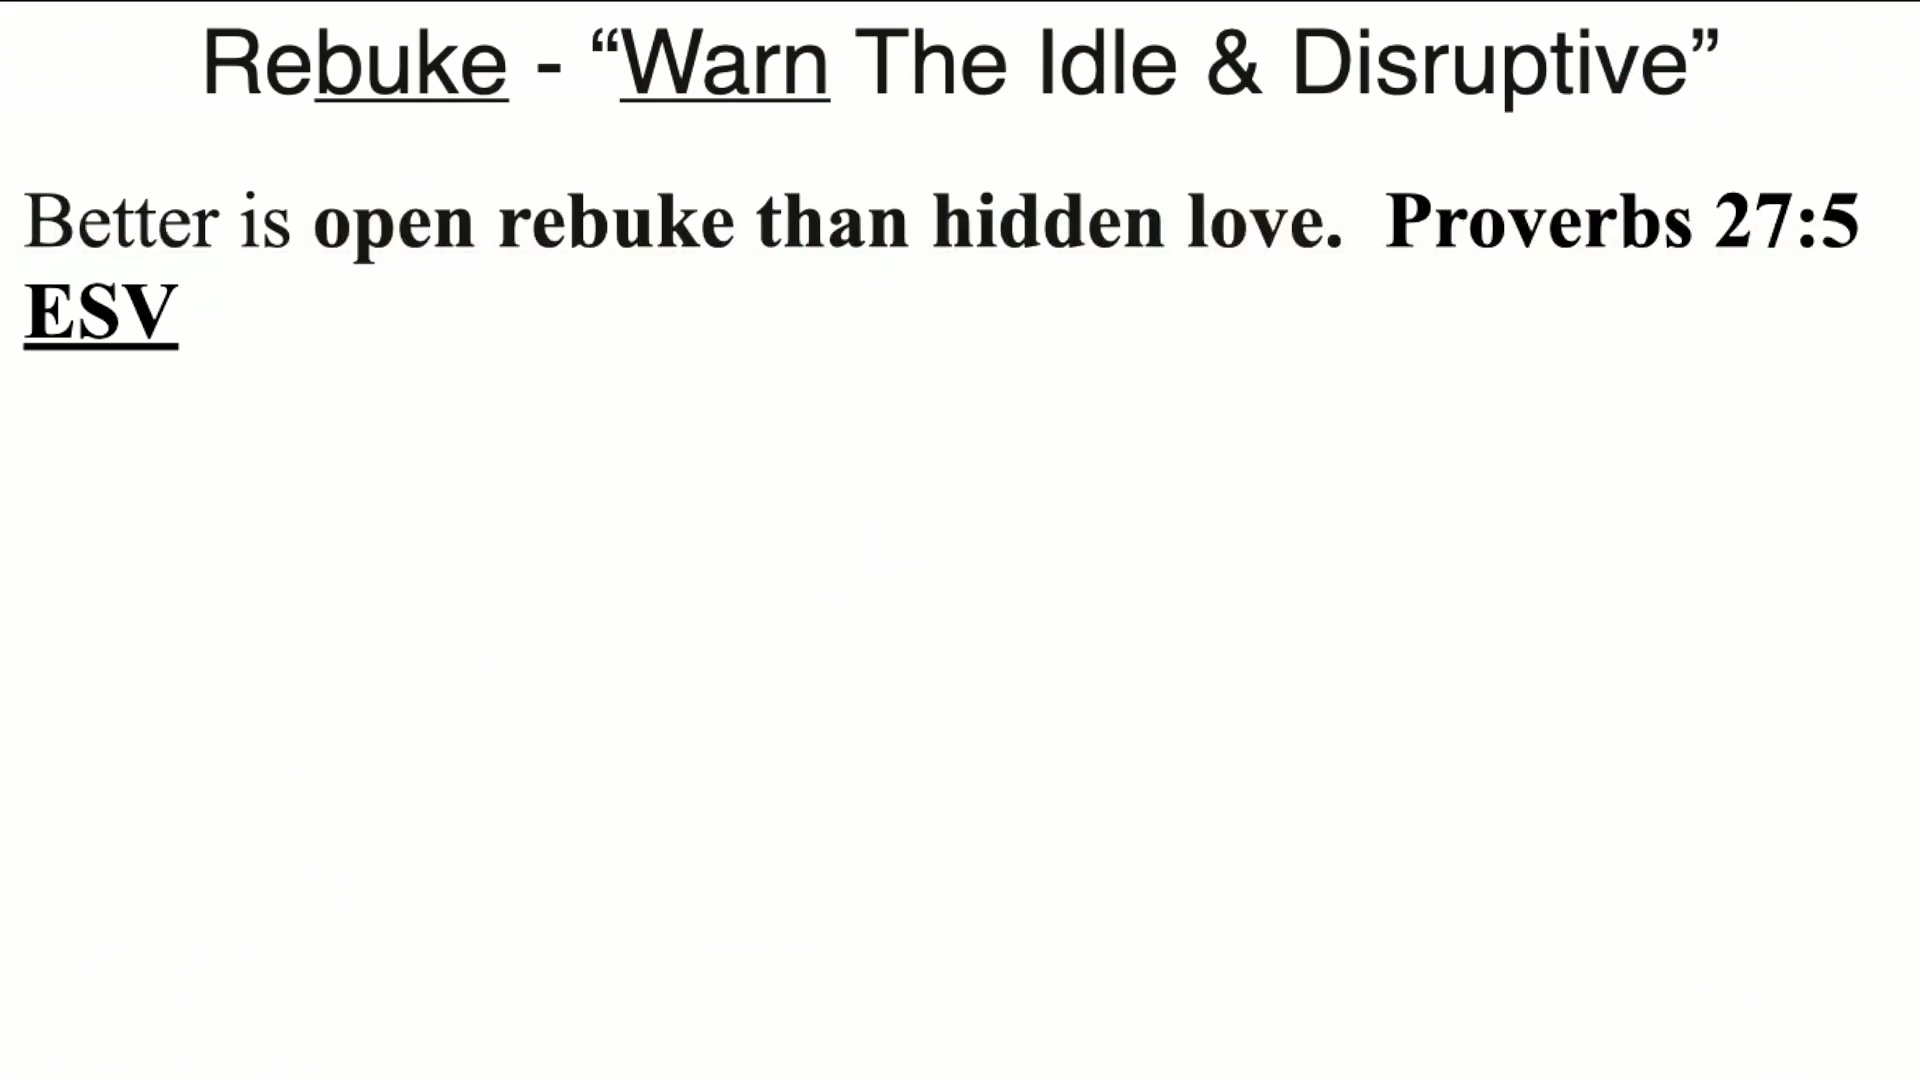 Rebuke - “Warn The Idle & Disruptive”
Better is open rebuke than hidden love.  Proverbs 27:5
ESV